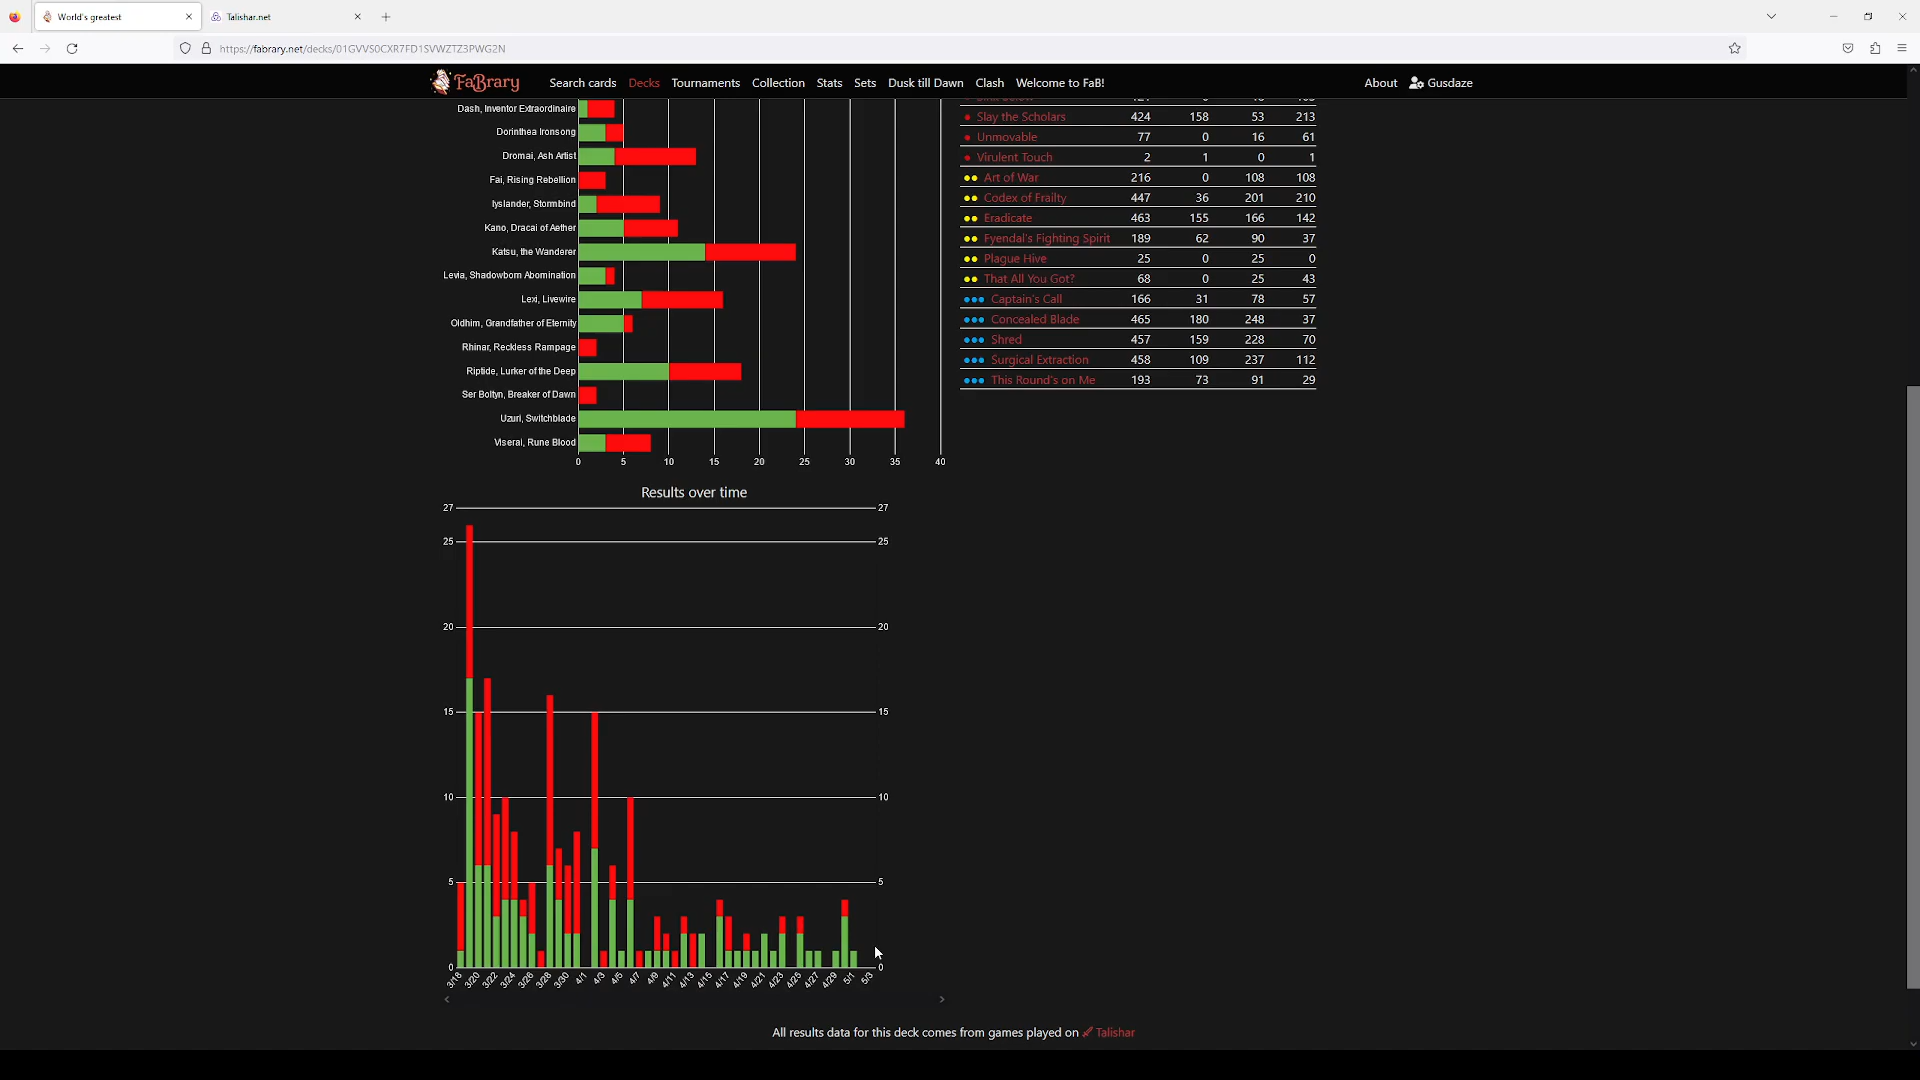 World's greatest
Talishar.net
https://fabrary.net/decks/01GVVS0CXR7FD1SVWZTZ3PWG2N
FaBrary
Search cards Decks Tournaments Collection Stats Sets Dusk till Dawn Clash Welcome to FaB! About Gusdaze
Dash, Inventor Extraordinaire
Dorinthea Ironsong
Dromai, Ash Artist
Fai, Rising Rebellion
Iyslander, Stormbind
Kano, Dracai of Aether
Katsu, the Wanderer
Levia, Shadowborn Abomination
Lexi, Livewire
Oldhim, Grandfather of Eternity
Rhinar, Reckless Rampage
Riptide, Lurker of the Deep
Ser Boltyn, Breaker of Dawn
Uzuri, Switchblade
Viserai, Rune Blood
0 5 10 15 20 25 30 35 40
Slay the Scholars 424 158 53 213
Unmovable 77 0 16 61
Virulent Touch 2 1 0 1
Art of War 216 0 108 108
Codex of Frailty 447 36 201 210
Eradicate 463 155 166 142
Fyendal's Fighting Spirit 189 62 90 37
Plague Hive 25 0 25 0
That All You Got? 68 0 25 43
Captain's Call 166 31 78 57
Concealed Blade 465 180 248 37
Shred 457 159 228 70
Surgical Extraction 458 109 237 112
This Round's on Me 193 73 91 29
Results over time
27 27
25 25
20 20
15 15
10 10
5 5
0 0
3/18 3/20 3/22 3/24 3/26 3/28 3/30 4/1 4/3 4/5 4/7 4/9 4/11 4/13 4/15 4/17 4/19 4/21 4/23 4/25 4/27 4/29 5/1 5/3
All results data for this deck comes from games played on Talishar